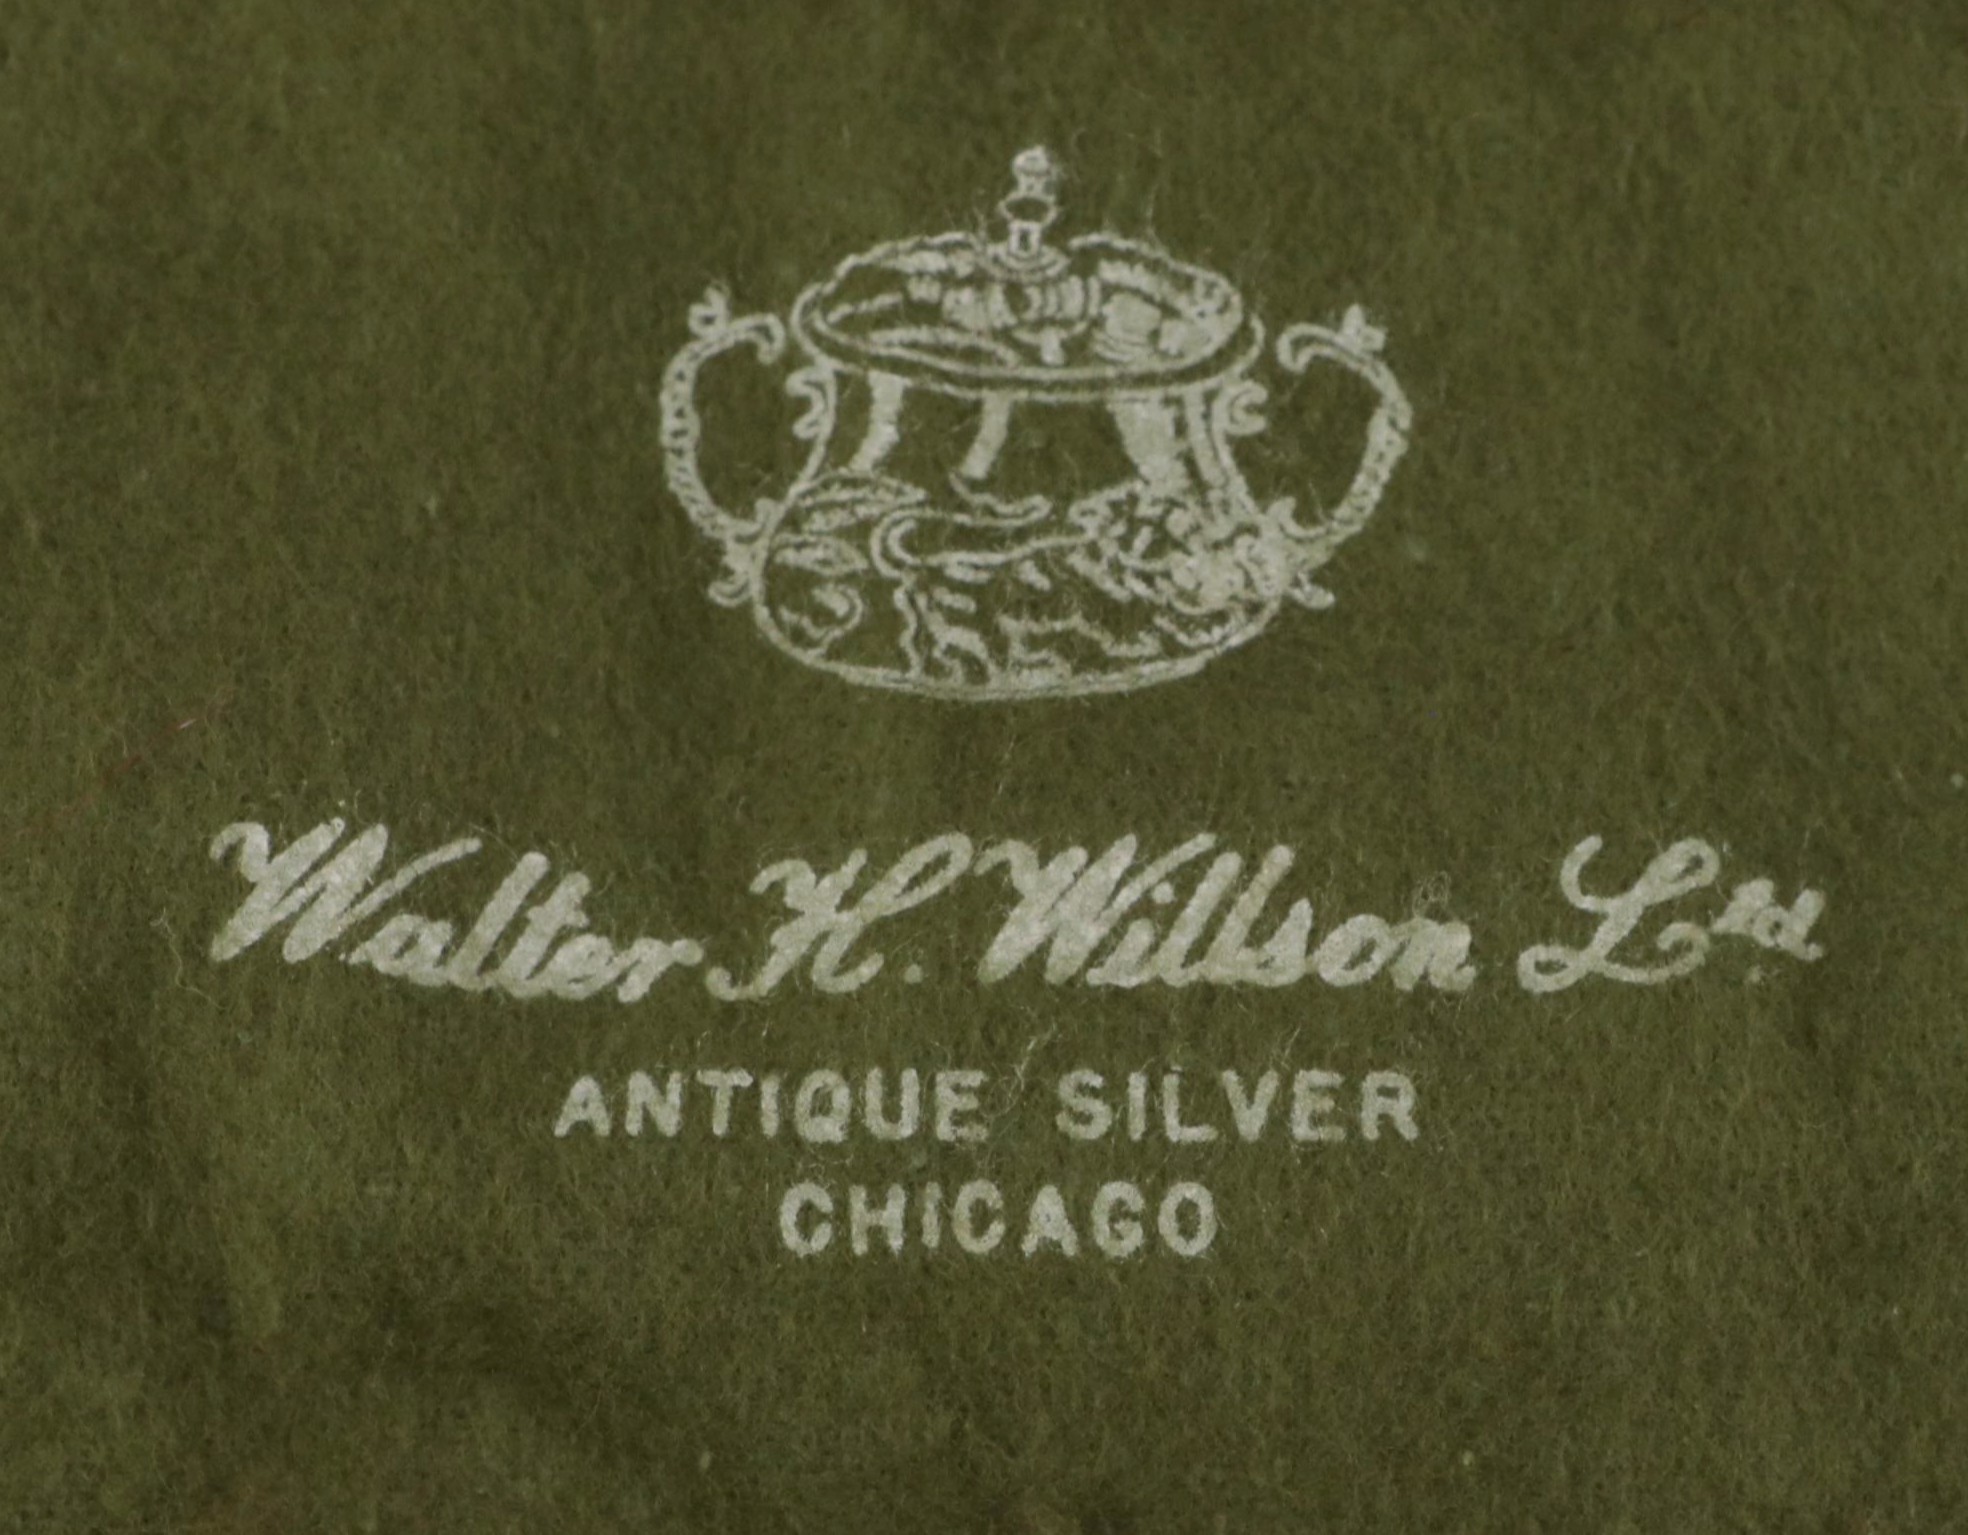 Walter H. Willson Ltd.
ANTIQUE SILVER
CHICAGO